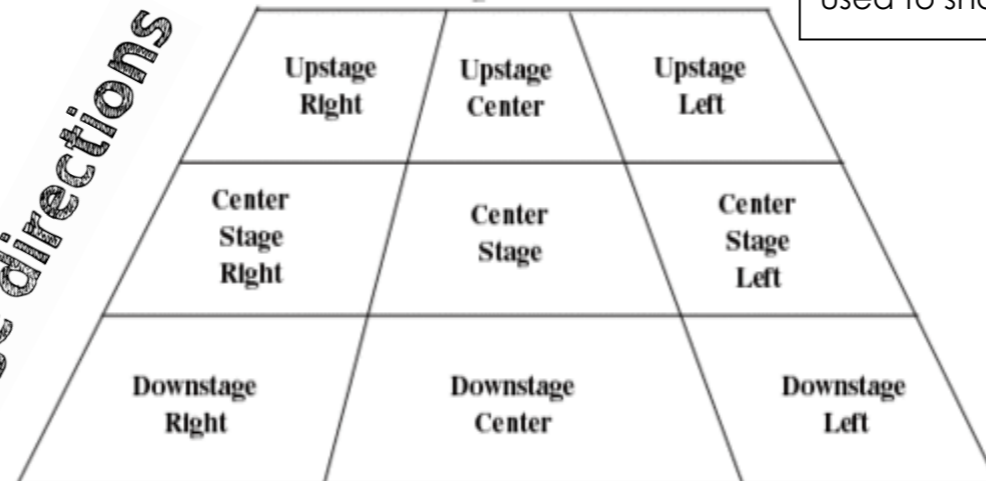 used to
directions
Upstage
Right
Upstage
Center
Upstage
Left
Center
Stage
Right
Center
Stage
Center
Stage
Left
Downstage
Right
Downstage
Center
Downstage
Left